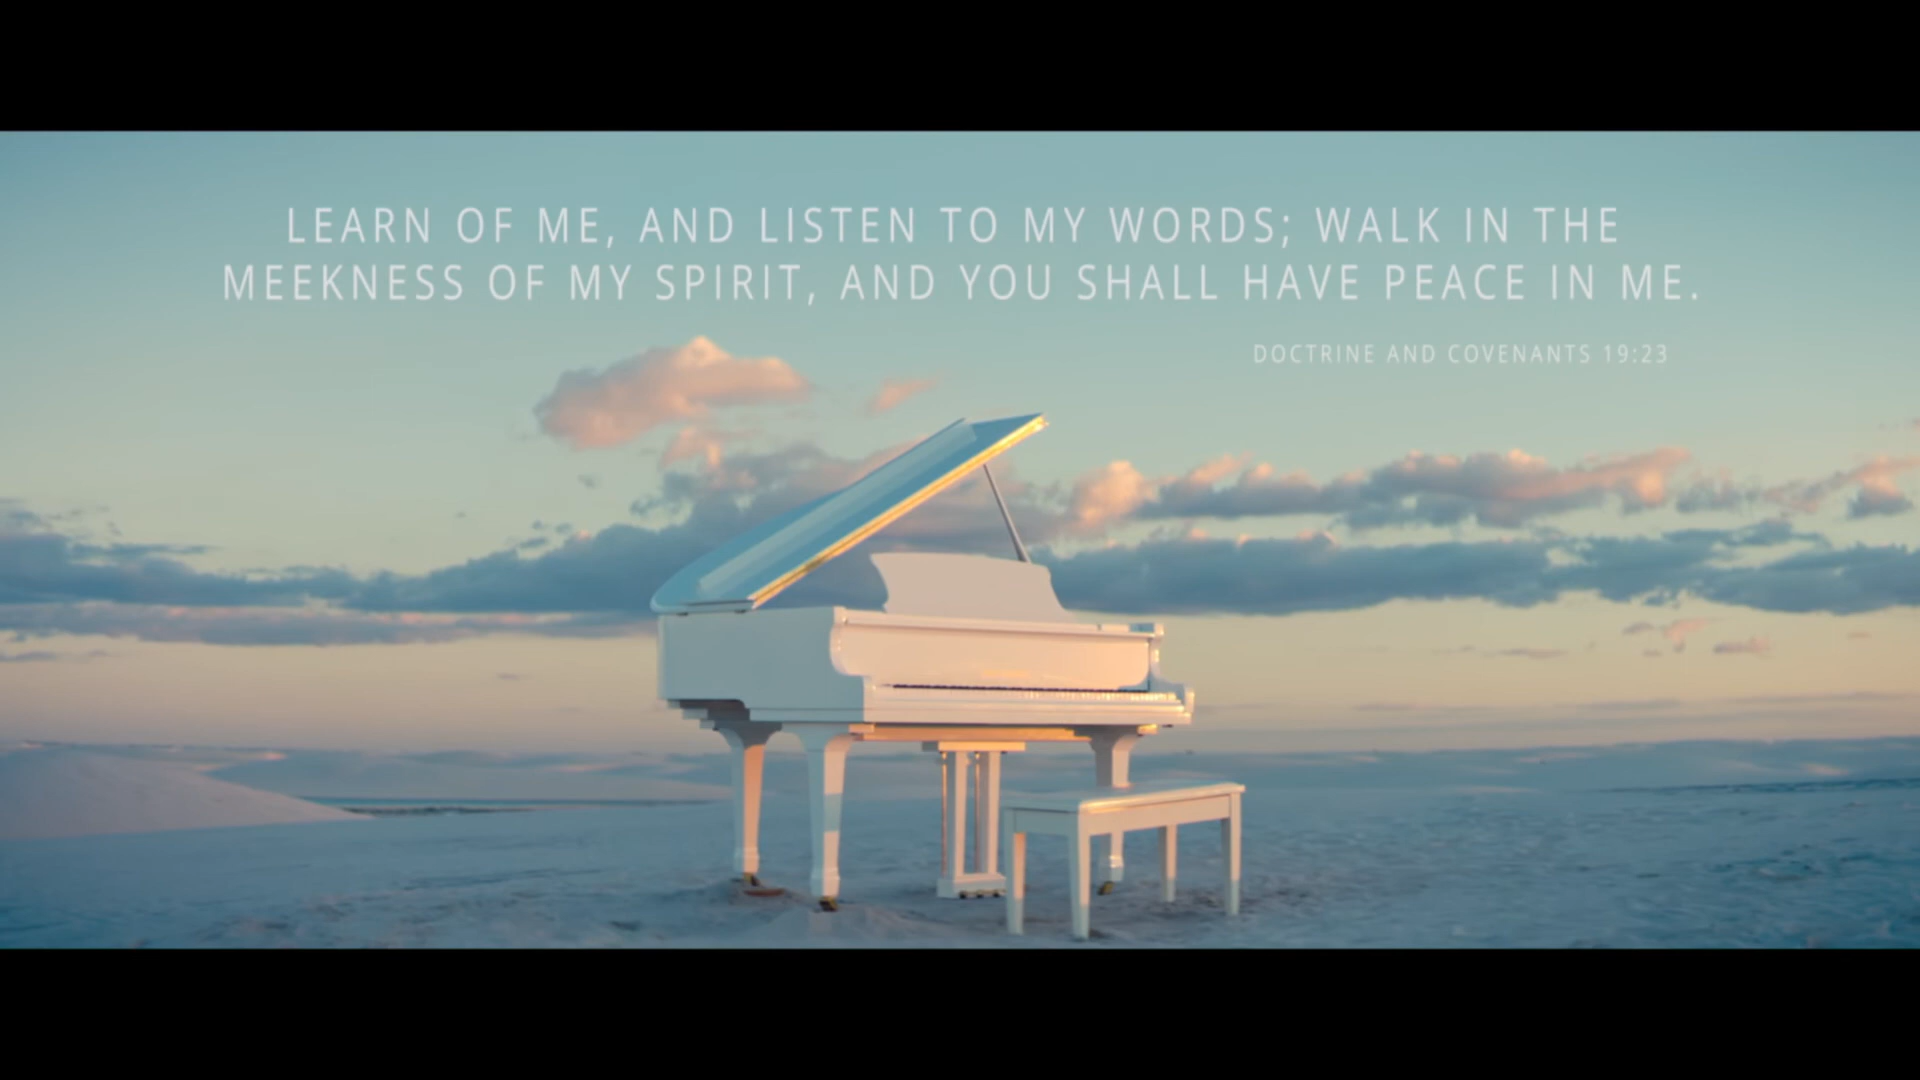 LEARN OF ME, AND LISTEN TO MY WORDS; WALK IN THE
MEEKNESS OF MY SPIRIT, AND YOU SHALL HAVE PEACE IN ME.
DOCTRINE AND COVENANTS 19:23